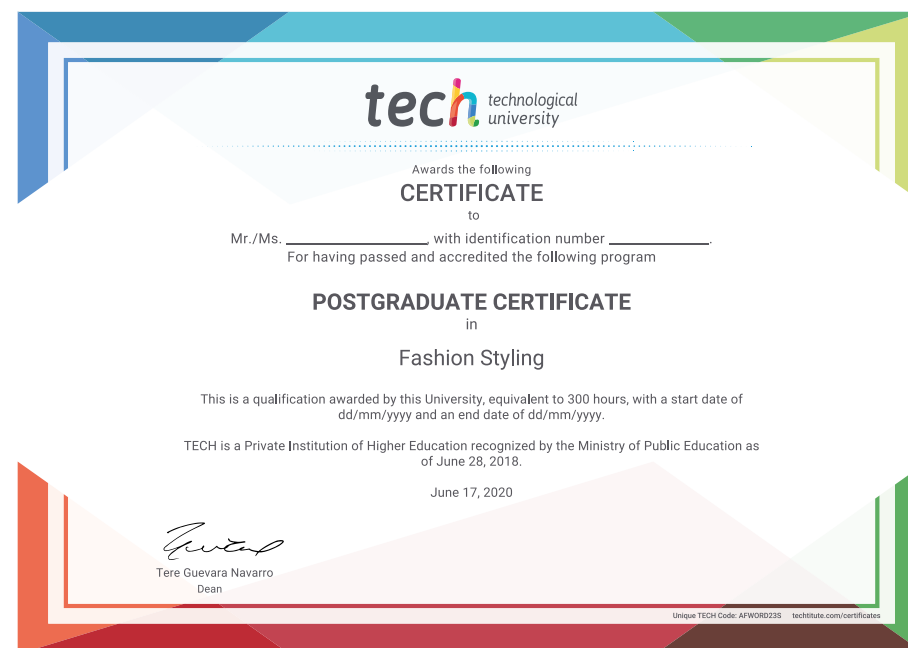 tech technological
university
Awards the following
CERTIFICATE
to
Mr./Ms. ____________________, with identification number ______________.
For having passed and accredited the following program
POSTGRADUATE CERTIFICATE
in
Fashion Styling
This is a qualification awarded by this University, equivalent to 300 hours, with a start date of
dd/mm/yyyy and an end date of dd/mm/yyyy.
TECH is a Private Institution of Higher Education recognized by the Ministry of Public Education as
of June 28, 2018.
June 17, 2020
Tere Guevara Navarro
Dean
Unique TECH Code: AFWORD23S techtitute.com/certificates